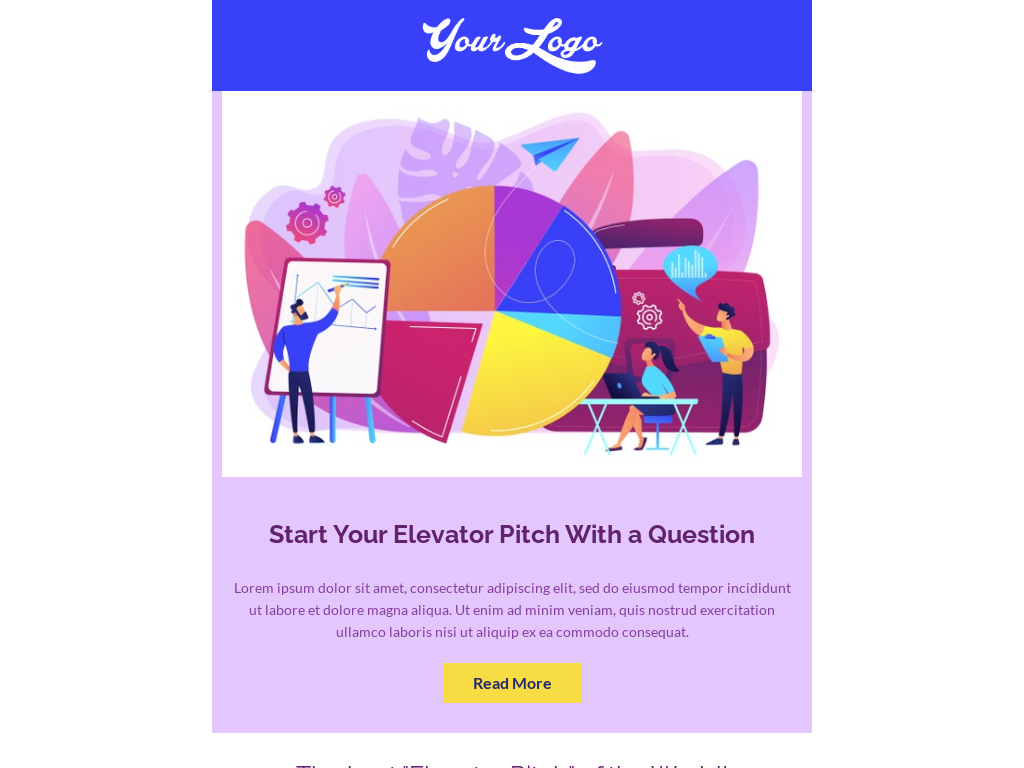 Your Logo
Start Your Elevator Pitch With a Question
Lorem ipsum dolor sit amet, consectetur adipiscing elit, sed do eiusmod tempor incididunt
ut labore et dolore magna aliqua. Ut enim ad minim veniam, quis nostrud exercitation
ullamco laboris nisi ut aliquip ex ea commodo consequat.
Read More